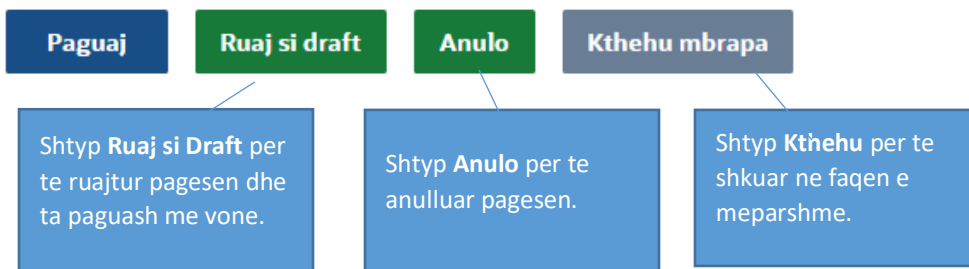 Paguaj
Ruaj si draft
Anulo
Kthehu mbrapa
Shtyp Ruaj si Draft per
te ruajtur pagesen dhe
ta paguash me vone.
Shtyp Anulo per te
anulluar pagesen.
Shtyp Kthehu per te
shkuar ne faqen e
meparshme.